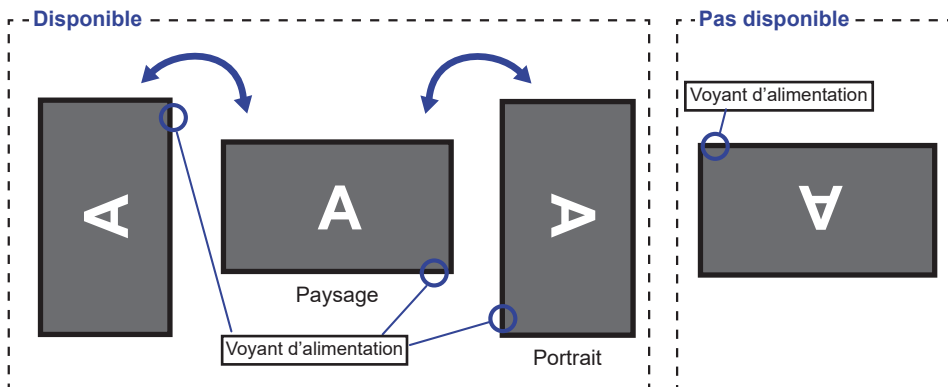 Disponible
Pas disponible
Voyant d’alimentation
A
A
A
A
Paysage
Voyant d’alimentation
Portrait